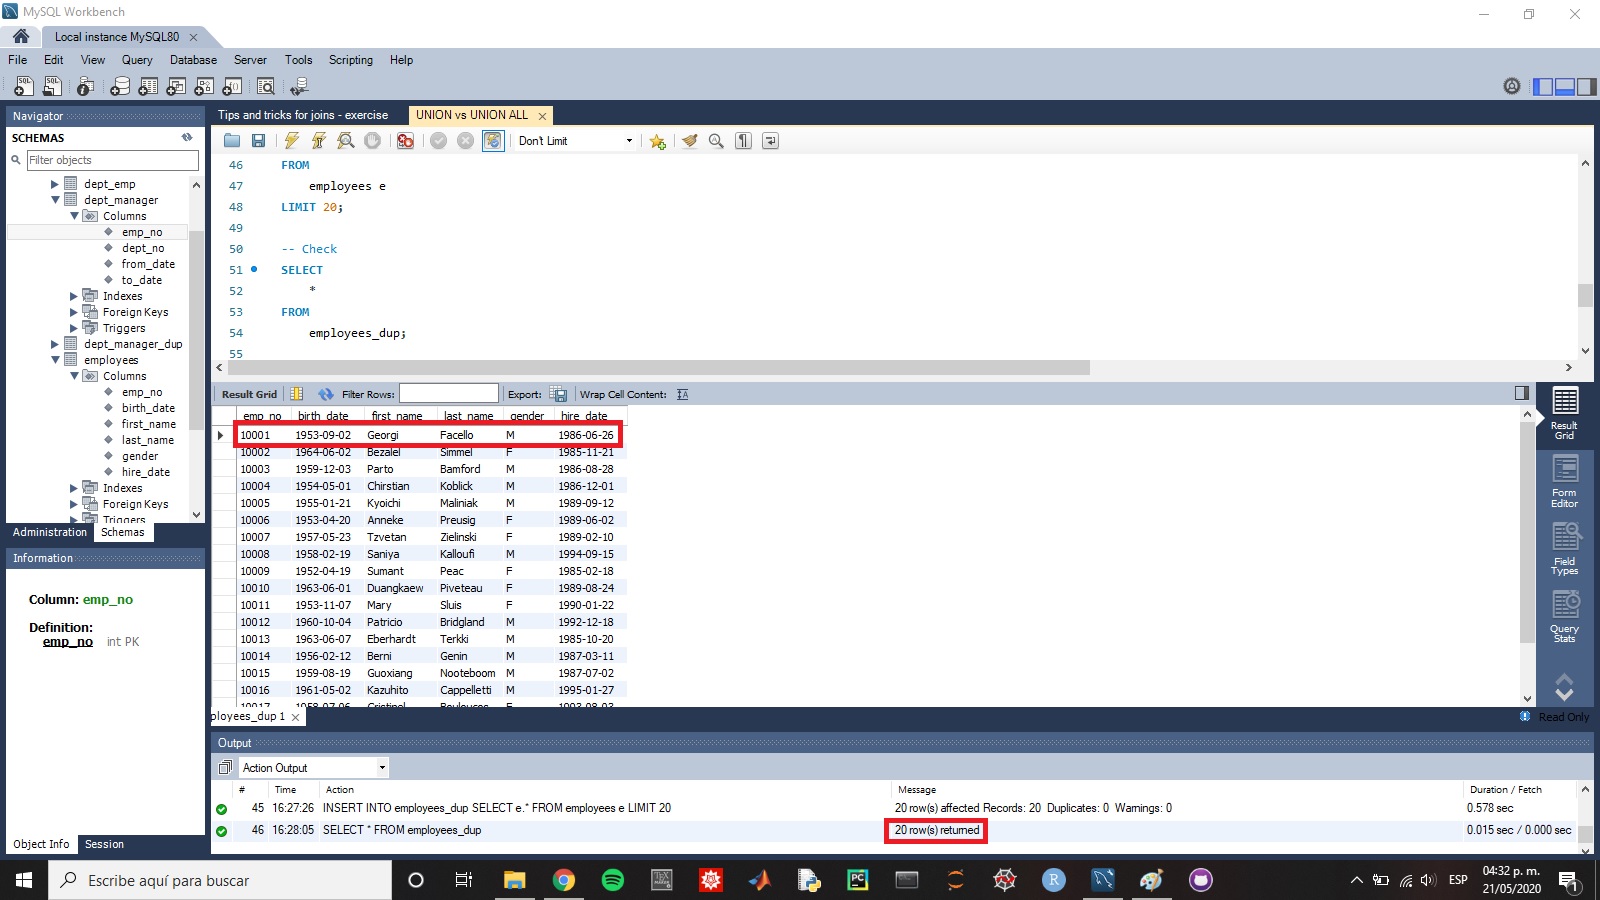 MySQL Workbench
Local instance MySQL80
File Edit View Query Database Server Tools Scripting Help
Navigator
SCHEMAS
Filter objects
dept_emp
dept_manager
Columns
emp_no
dept_no
from_date
to_date
Indexes
Foreign Keys
Triggers
dept_manager_dup
employees
Columns
emp_no
birth_date
first_name
last_name
gender
hire_date
Indexes
Foreign Keys
Triggers
Administration Schemas
Information
Column: emp_no
Definition:
emp_no int PK
Object Info Session
Tips and tricks for joins - exercise UNION vs UNION ALL
Don't Limit
46 FROM
47 employees e
48 LIMIT 20;
49
50 -- Check
51 SELECT
52 *
53 FROM
54 employees_dup;
55
Result Grid Filter Rows: Export: Wrap Cell Content:
emp_no birth_date first_name last_name gender hire_date
10001 1953-09-02 Georgi Facello M 1986-06-26
10002 1964-06-02 Bezalel Simmel F 1985-11-21
10003 1959-12-03 Parto Bamford M 1986-08-28
10004 1954-05-01 Chirstian Koblick M 1986-12-01
10005 1955-01-21 Kyoichi Maliniak M 1989-09-12
10006 1953-04-20 Anneke Preusig F 1989-06-02
10007 1957-05-23 Tzvetan Zielinski F 1989-02-10
10008 1958-02-19 Saniya Kalloufi M 1994-09-15
10009 1952-04-19 Sumant Peac F 1985-02-18
10010 1963-06-01 Duangkaew Piveteau F 1989-08-24
10011 1953-11-07 Mary Sluis F 1990-01-22
10012 1960-10-04 Patricio Bridgland M 1992-12-18
10013 1963-06-07 Eberhardt Terkki M 1985-10-20
10014 1956-02-12 Berni Genin M 1987-03-11
10015 1959-08-19 Guoxiang Nooteboom M 1987-07-02
10016 1961-05-02 Kazuhito Cappelletti M 1995-01-27
10017 1958-07-06 Cristinel Bouloucos F 1993-08-03
Result
Grid
Form
Editor
Field
Types
Query
Stats
ployees_dup 1
Read Only
Output
Action Output
# Time Action Message Duration / Fetch
45 16:27:26 INSERT INTO employees_dup SELECT e.* FROM employees e LIMIT 20 20 row(s) affected Records: 20 Duplicates: 0 Warnings: 0 0.578 sec
46 16:28:05 SELECT * FROM employees_dup 20 row(s) returned 0.015 sec / 0.000 sec
Escribe aquí para buscar
ESP
04:32 p. m.
21/05/2020
1